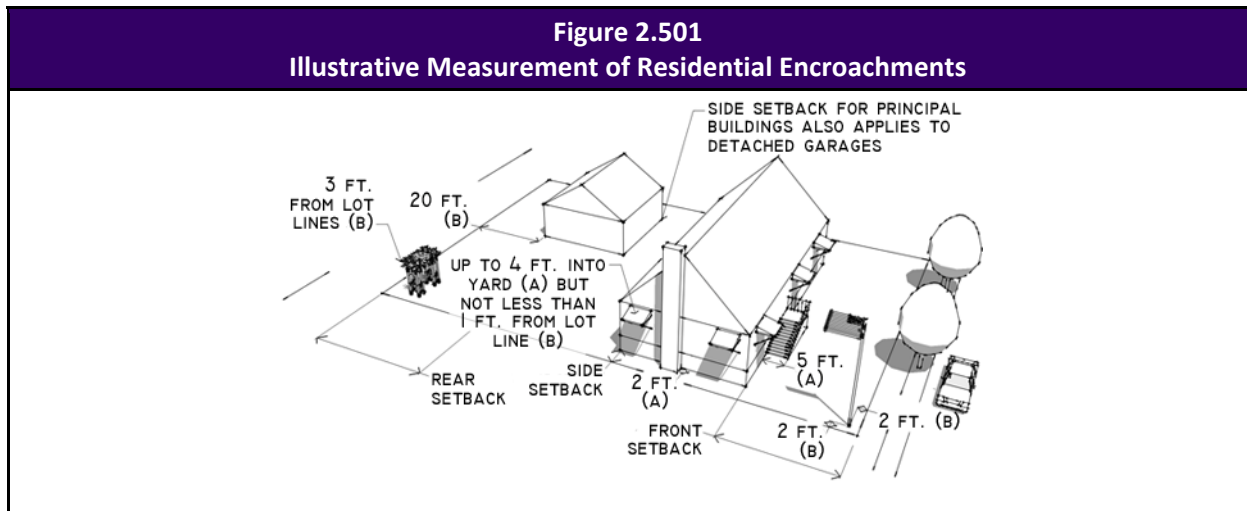 Figure 2.501
Illustrative Measurement of Residential Encroachments
SIDE SETBACK FOR PRINCIPAL
BUILDINGS ALSO APPLIES TO
DETACHED GARAGES
3 FT.
FROM LOT
LINES (B)
20 FT.
(B)
UP TO 4 FT. INTO
YARD (A) BUT
NOT LESS THAN
1 FT. FROM LOT
LINE (B)
REAR
SETBACK
SIDE
SETBACK
2 FT.
(A)
5 FT.
(A)
FRONT
SETBACK
2 FT.
(B)
2 FT. (B)